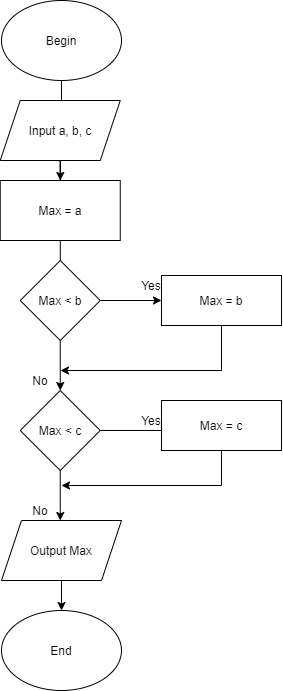 Begin
Input a, b, c
Max = a
Max < b
Yes
Max = b
No
Max < c
Yes
Max = c
No
Output Max
End